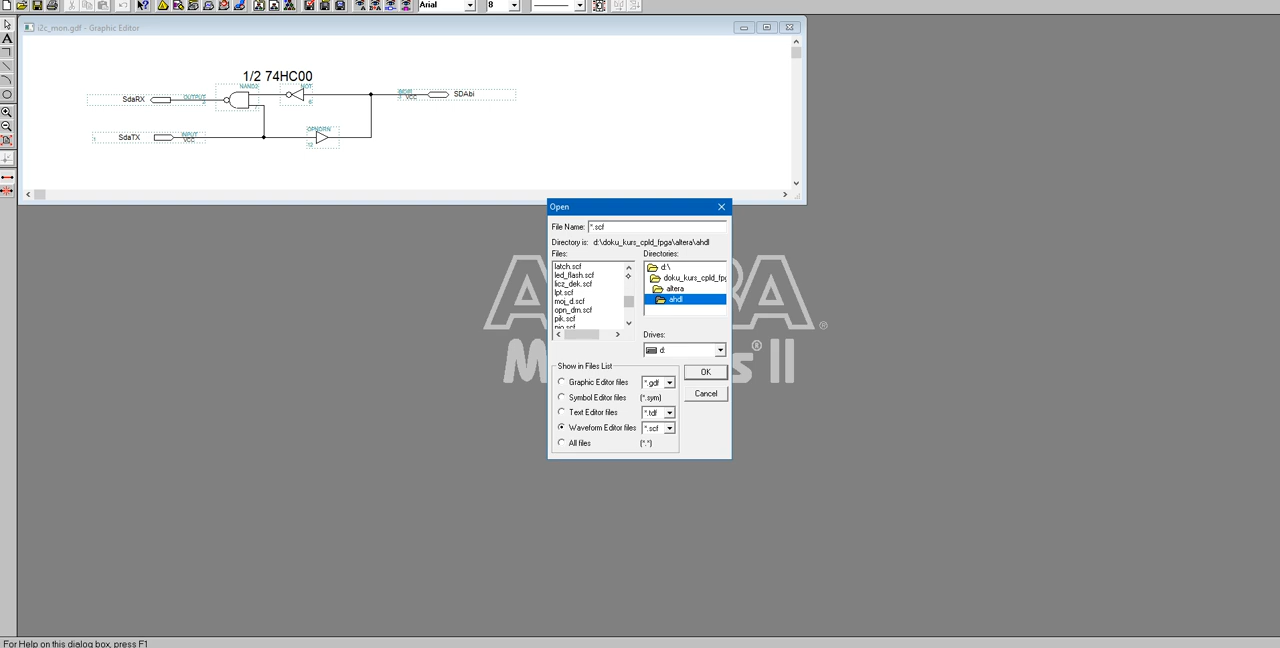 Arial
8
i2c_mon.gdf - Graphic Editor
1/2 74HC00
NAND2
NOT
SdaRX
OUTPUT
6
BIDIR
VCC
SDAbi
OPNDRN
SdaTX
INPUT
VCC
12
Open
File Name:
*.scf
Directory is: d:\doku_kurs_cpld_fpga\altera\ahdl
Files:
Directories:
latch.scf
led_flash.scf
licz_dek.scf
lpt.scf
moj_d.scf
opn_drn.scf
pik.scf
pio.scf
d:\
doku_kurs_cpld_fpg
altera
ahdl
Drives:
d:
Show in Files List
Graphic Editor files
*.gdf
Symbol Editor files
(*.sym)
Text Editor files
*.tdf
Waveform Editor files
*.scf
All files
(*.*)
OK
Cancel
For Help on this dialog box, press F1